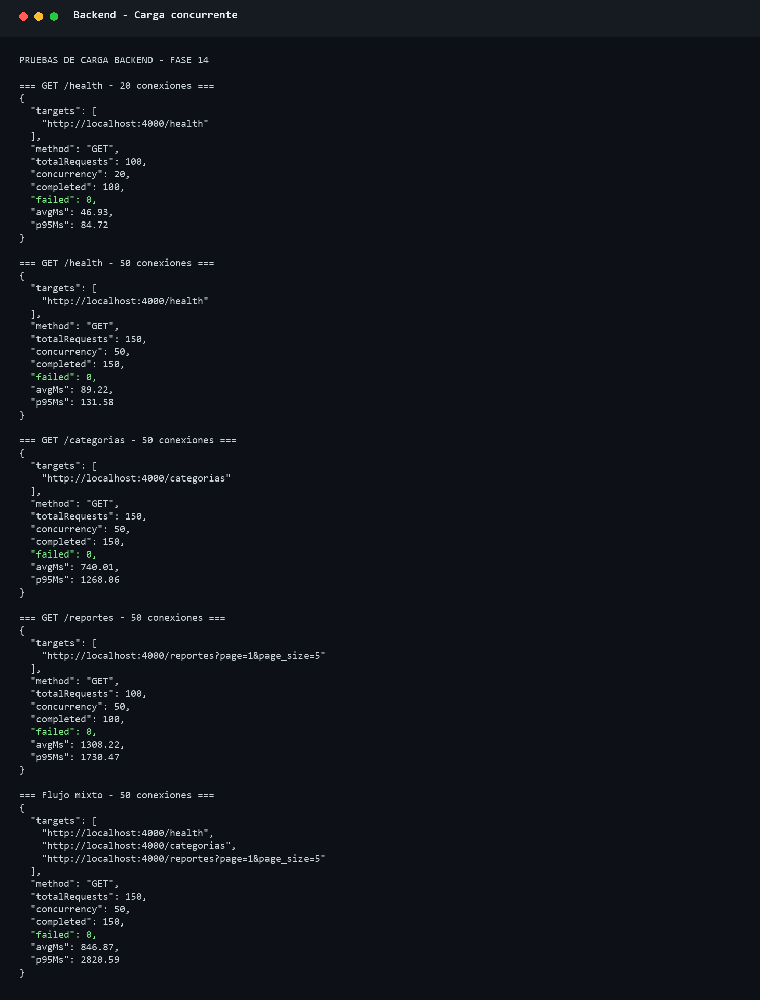 Backend - Carga concurrente
PRUEBAS DE CARGA BACKEND - FASE 14
=== GET /health - 20 conexiones ===
{
  "targets": [
    "http://localhost:4000/health"
  ],
  "method": "GET",
  "totalRequests": 100,
  "concurrency": 20,
  "completed": 100,
  "failed": 0,
  "avgMs": 46.93,
  "p95Ms": 84.72
}
=== GET /health - 50 conexiones ===
{
  "targets": [
    "http://localhost:4000/health"
  ],
  "method": "GET",
  "totalRequests": 150,
  "concurrency": 50,
  "completed": 150,
  "failed": 0,
  "avgMs": 89.22,
  "p95Ms": 131.58
}
=== GET /categorias - 50 conexiones ===
{
  "targets": [
    "http://localhost:4000/categorias"
  ],
  "method": "GET",
  "totalRequests": 150,
  "concurrency": 50,
  "completed": 150,
  "failed": 0,
  "avgMs": 740.01,
  "p95Ms": 1268.06
}
=== GET /reportes - 50 conexiones ===
{
  "targets": [
    "http://localhost:4000/reportes?page=1&page_size=5"
  ],
  "method": "GET",
  "totalRequests": 100,
  "concurrency": 50,
  "completed": 100,
  "failed": 0,
  "avgMs": 1308.22,
  "p95Ms": 1730.47
}
=== Flujo mixto - 50 conexiones ===
{
  "targets": [
    "http://localhost:4000/health",
    "http://localhost:4000/categorias",
    "http://localhost:4000/reportes?page=1&page_size=5"
  ],
  "method": "GET",
  "totalRequests": 150,
  "concurrency": 50,
  "completed": 150,
  "failed": 0,
  "avgMs": 846.87,
  "p95Ms": 2820.59
}